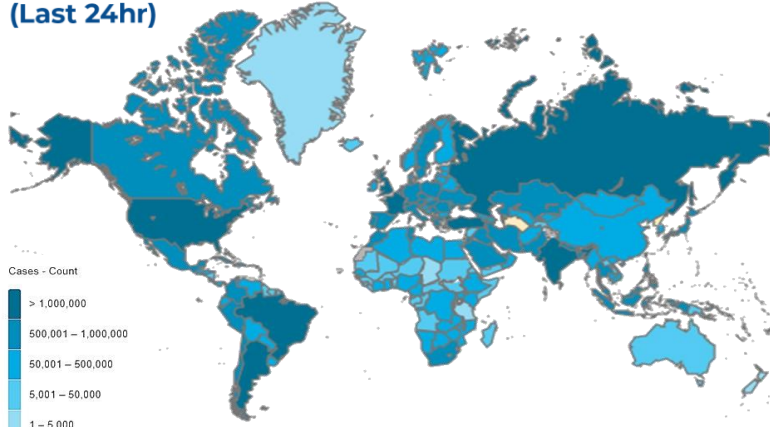 (Last 24hr)
Cases - Count
> 1,000,000
500,001 – 1,000,000
50,001 – 500,000
5,001 – 50,000
1 – 5,000